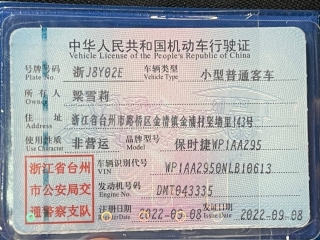 中华人民共和国机动车行驶证
Vehicle License of the People's Republic of China
号牌号码 浙J8Y02E 车辆类型 小型普通客车
Plate No. Vehicle Type
所有人 梁雪莉
Owner
住址 浙江省台州市路桥区金清镇金浦村坚塘里142号
Address
使用性质 非营运 品牌型号 保时捷WP1AA295
Use Character Model
浙江省台州市公安局交通警察支队
车辆识别代号 WP1AA2950NLB10613
VIN
发动机号码 DMT043335
Engine No.
注册日期 2022-09-08 发证日期 2022-09-08
Register Date Issue Date